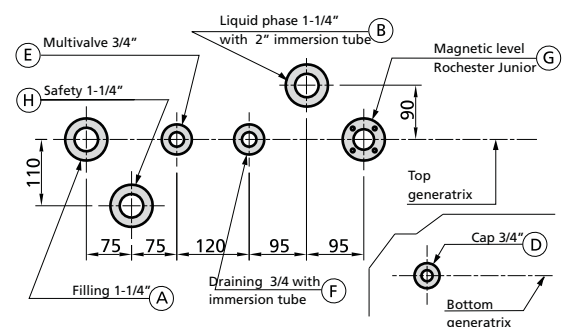 Liquid phase 1-1/4"
with 2" immersion tube
B
Multivalve 3/4"
E
Magnetic level
Rochester Junior
G
H
Safety 1-1/4"
90
110
Top
generatrix
75
75
120
95
95
Cap 3/4"
D
Filling 1-1/4"
A
Draining 3/4 with
immersion tube
F
Bottom
generatrix